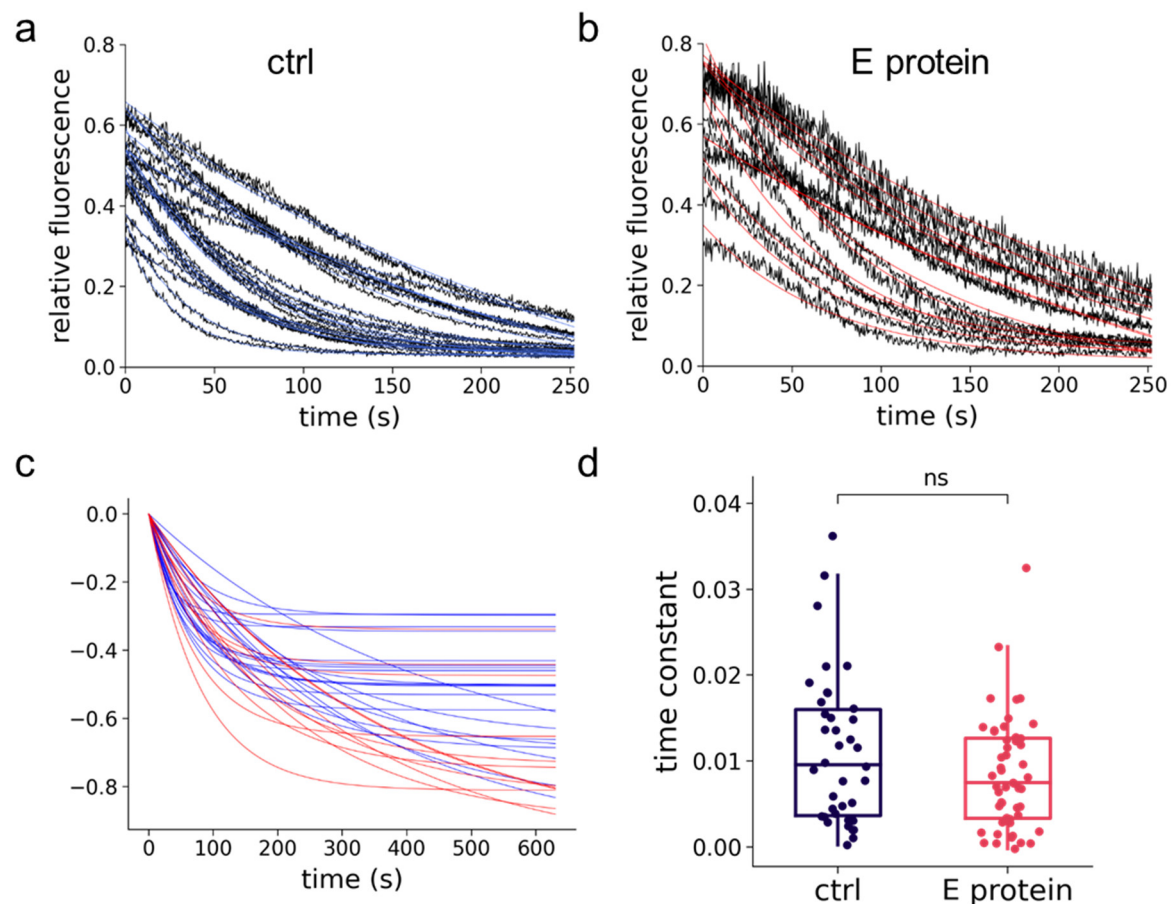 a
ctrl
relative fluorescence
0.8
0.6
0.4
0.2
0.0
0 50 100 150 200 250
time (s)
b
E protein
relative fluorescence
0.8
0.6
0.4
0.2
0.0
0 50 100 150 200 250
time (s)
c
0.0
−0.2
−0.4
−0.6
−0.8
0 100 200 300 400 500 600
time (s)
d
ns
time constant
0.04
0.03
0.02
0.01
0.00
ctrl E protein